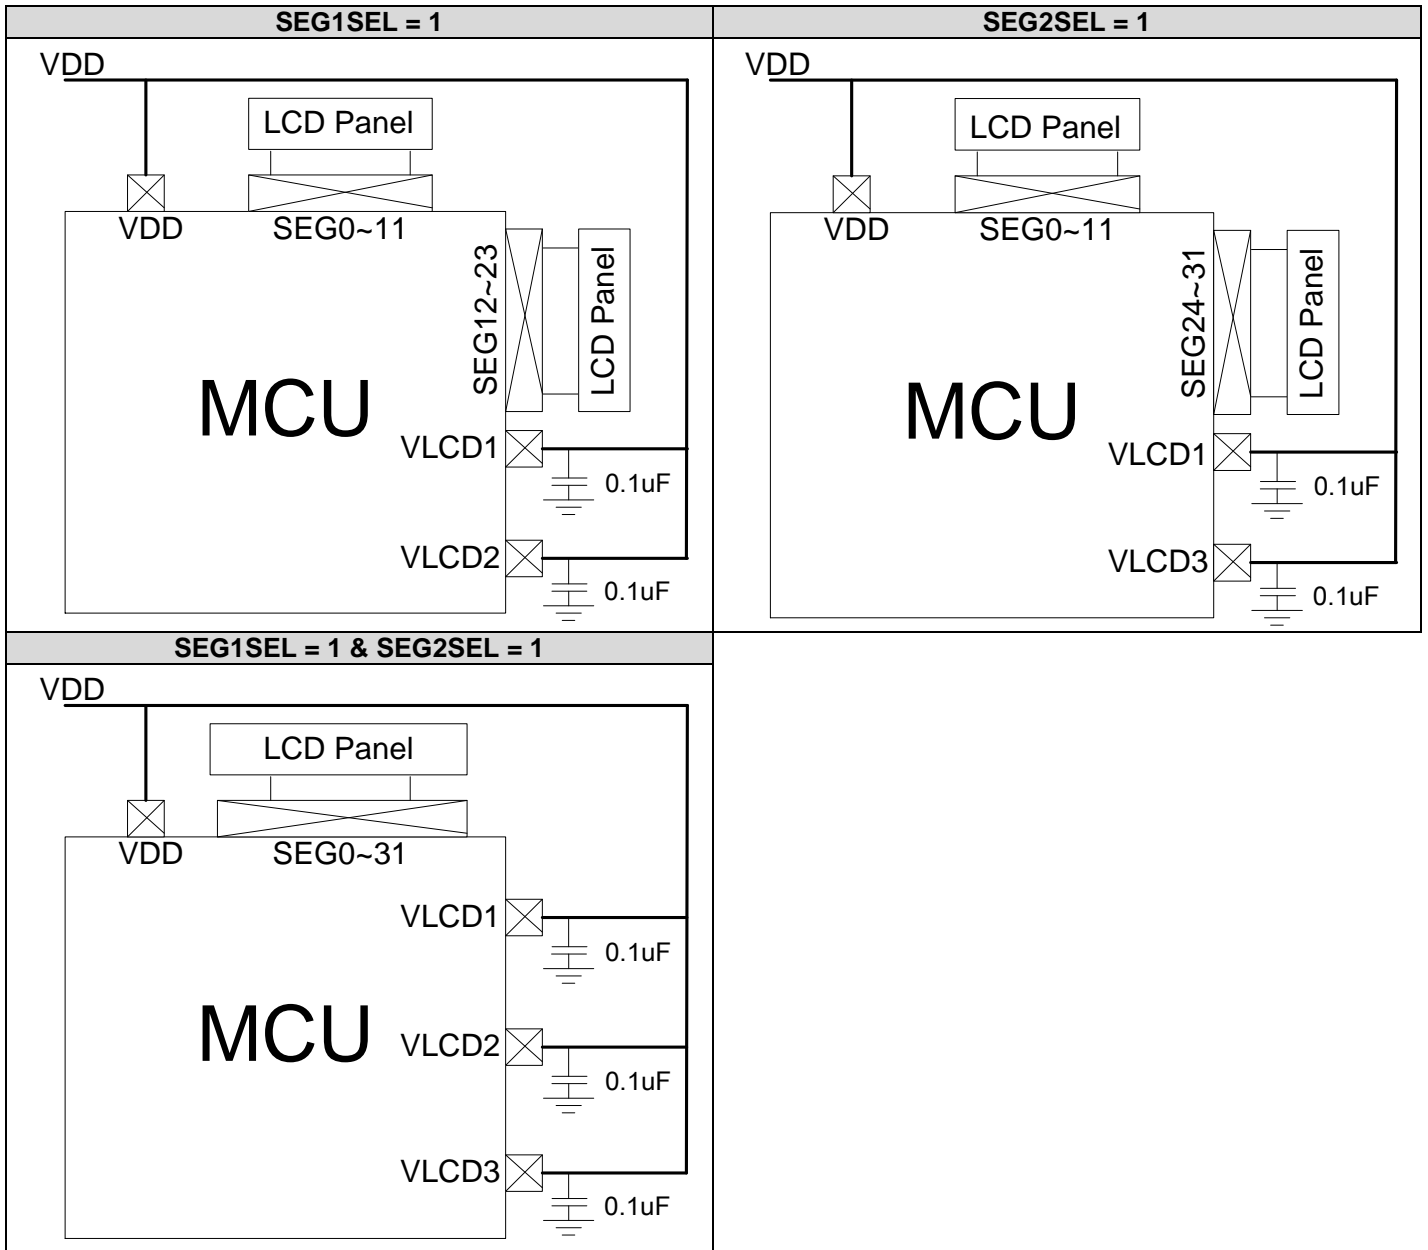 SEG1SEL = 1
VDD
LCD Panel
VDD
SEG0~11
SEG12~23
LCD Panel
MCU
VLCD1
0.1uF
VLCD2
0.1uF
SEG2SEL = 1
VDD
LCD Panel
VDD
SEG0~11
SEG24~31
LCD Panel
MCU
VLCD1
0.1uF
VLCD3
0.1uF
SEG1SEL = 1 & SEG2SEL = 1
VDD
LCD Panel
VDD
SEG0~31
VLCD1
0.1uF
MCU
VLCD2
0.1uF
VLCD3
0.1uF